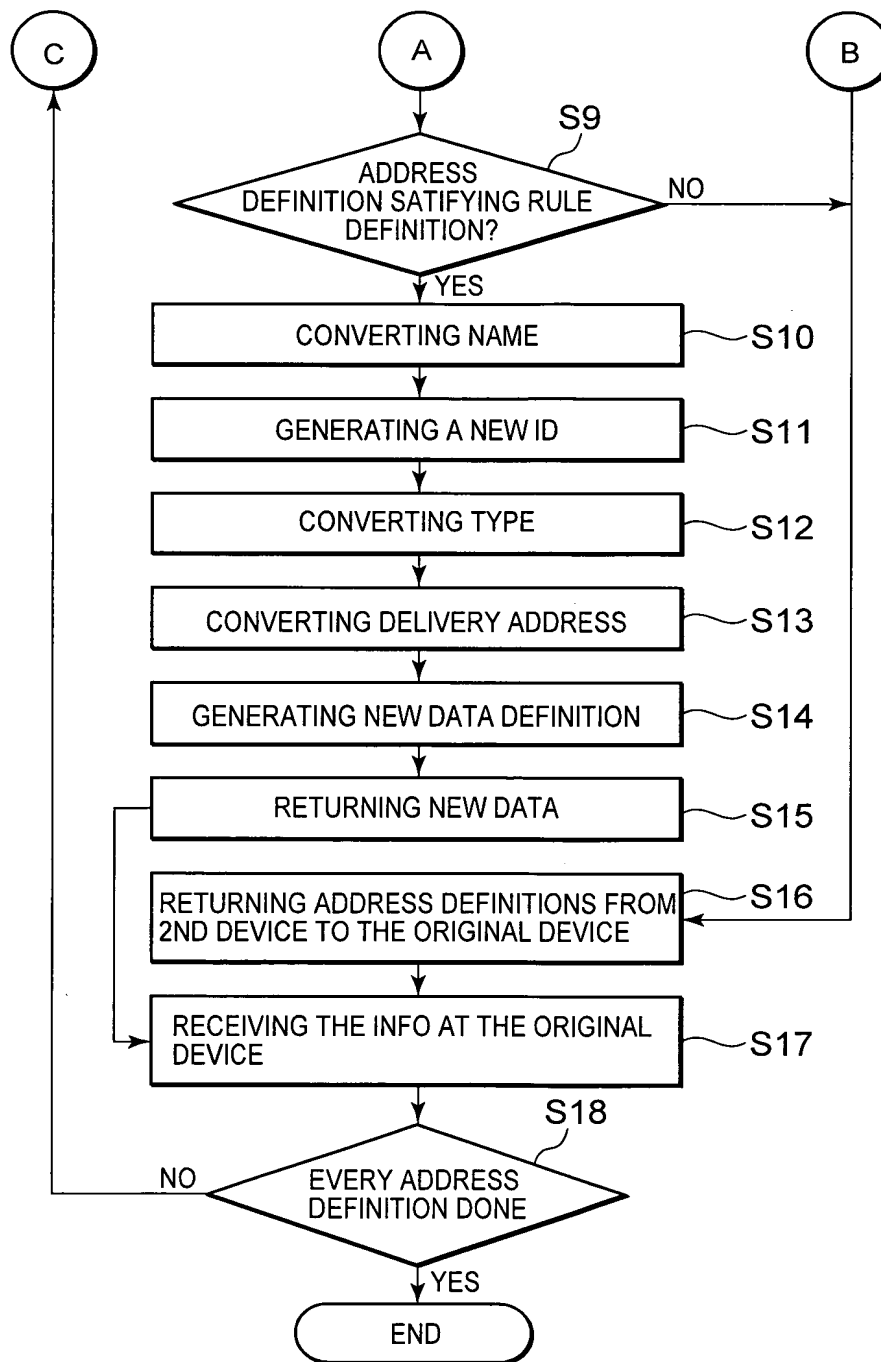 C
A
B
S9
ADDRESS
DEFINITION SATIFYING RULE
DEFINITION?
NO
YES
CONVERTING NAME
S10
GENERATING A NEW ID
S11
CONVERTING TYPE
S12
CONVERTING DELIVERY ADDRESS
S13
GENERATING NEW DATA DEFINITION
S14
RETURNING NEW DATA
S15
RETURNING ADDRESS DEFINITIONS FROM
2ND DEVICE TO THE ORIGINAL DEVICE
S16
RECEIVING THE INFO AT THE ORIGINAL
DEVICE
S17
S18
NO
EVERY ADDRESS
DEFINITION DONE
YES
END